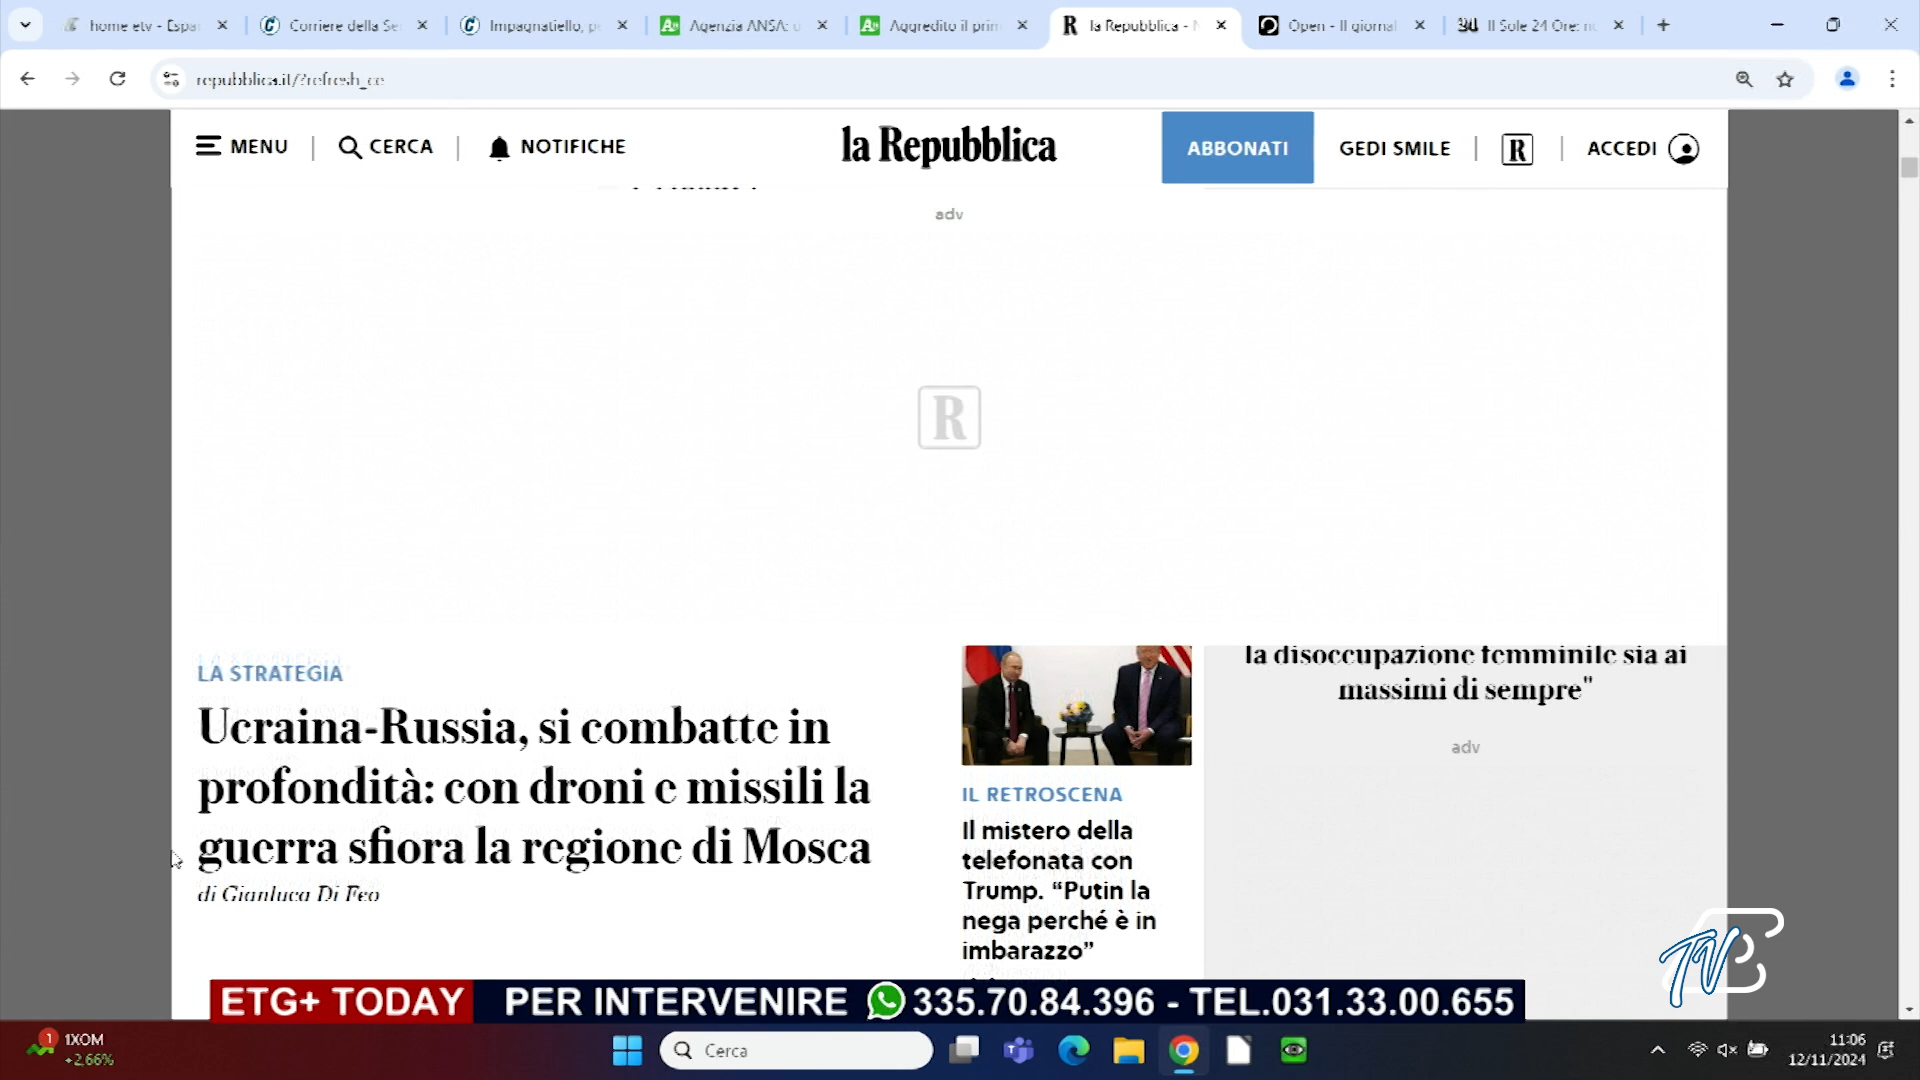 home etv - Espa
Corriere della Se
Impagnatiello, p
Agenzia ANSA: u
Aggredito il prim
la Repubblica - N
Open - Il giornal
Il Sole 24 Ore: no
repubblica.it/?refresh_ce
MENU
CERCA
NOTIFICHE
la Repubblica
ABBONATI
GEDI SMILE
R
ACCEDI
adv
R
LA STRATEGIA
Ucraina-Russia, si combatte in
profondità: con droni e missili la
guerra sfiora la regione di Mosca
di Gianluca Di Feo
IL RETROSCENA
Il mistero della
telefonata con
Trump. “Putin la
nega perché è in
imbarazzo”
la disoccupazione femminile sia ai
massimi di sempre"
adv
TV
ETG+ TODAY PER INTERVENIRE 335.70.84.396 - TEL.031.33.00.655
1
1XOM
+2,66%
Cerca
11:06
12/11/2024